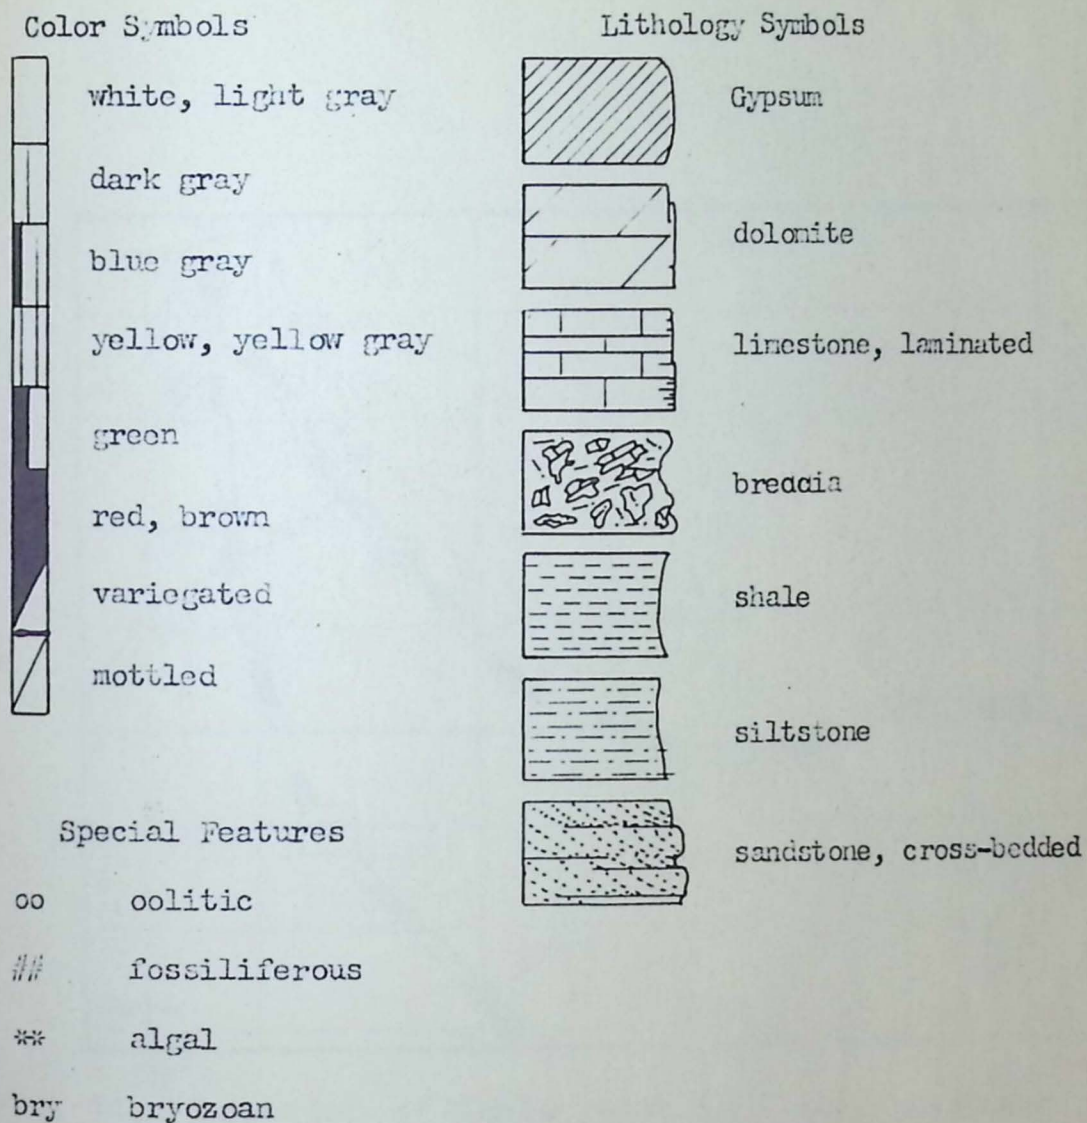 Color Symbols
white, light gray
dark gray
blue gray
yellow, yellow gray
green
red, brown
variegated
mottled
Special Features
oo oolitic
## fossiliferous
** algal
bry bryozoan
Lithology Symbols
Gypsum
dolomite
limestone, laminated
breccia
shale
siltstone
sandstone, cross-bedded